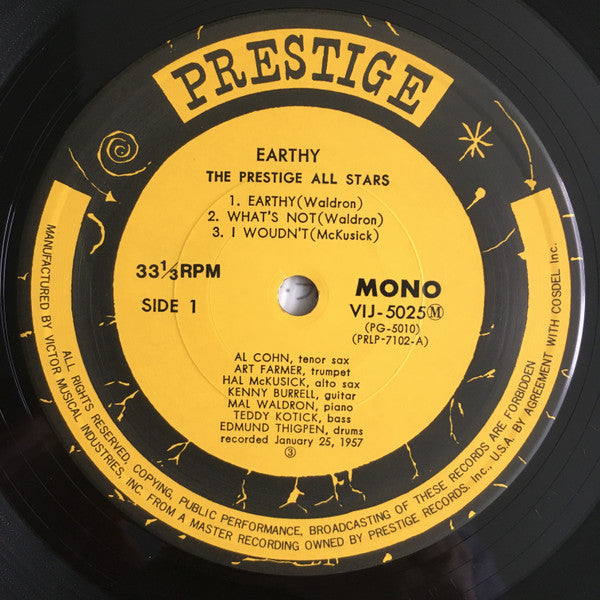 PRESTIGE
EARTHY
THE PRESTIGE ALL STARS
1. EARTHY(Waldron)
2. WHAT'S NOT(Waldron)
3. I WOUDN'T(McKusick)
33⅓RPM
SIDE 1
MONO
VIJ-5025Ⓜ
(PG-5010)
(PRLP-7102-A)
AL COHN, tenor sax
ART FARMER, trumpet
HAL McKUSICK, alto sax
KENNY BURRELL, guitar
MAL WALDRON, piano
TEDDY KOTICK, bass
EDMUND THIGPEN, drums
recorded January 25, 1957
③
ALL RIGHTS RESERVED, COPYING, PUBLIC PERFORMANCE, BROADCASTING OF THESE RECORDS ARE FORBIDDEN
MANUFACTURED BY VICTOR MUSICAL INDUSTRIES, INC. FROM A MASTER RECORDING OWNED BY PRESTIGE RECORDS, Inc., U.S.A. BY AGREEMENT WITH COSDEL Inc.